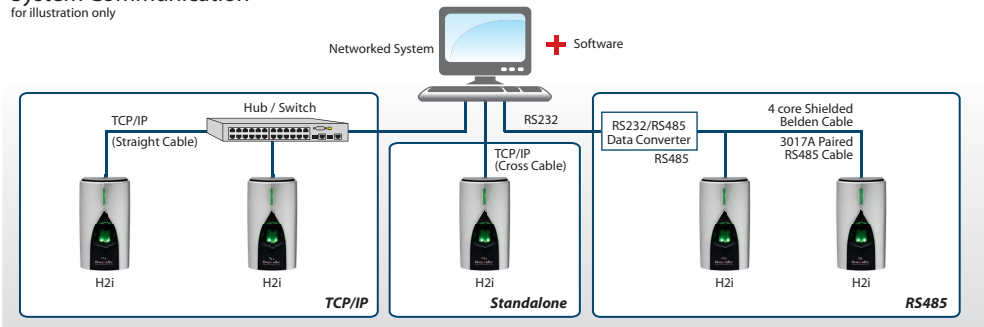 System Communication
for illustration only
Networked System
Software
Hub / Switch
TCP/IP
(Straight Cable)
H2i
H2i
TCP/IP
TCP/IP
(Cross Cable)
H2i
Standalone
RS232
RS232/RS485
Data Converter
RS485
4 core Shielded
Belden Cable
3017A Paired
RS485 Cable
H2i
H2i
RS485